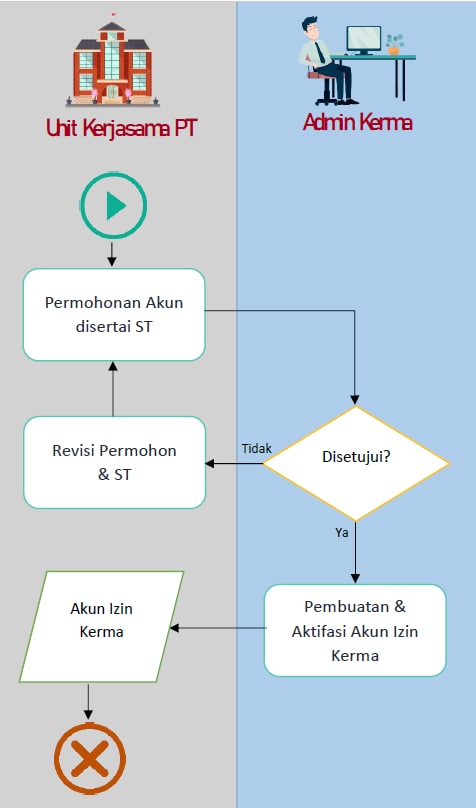 Unit Kerjasama PT
Admin Kerma
Permohonan Akun
disertai ST
Revisi Permohon
& ST
Tidak
Disetujui?
Ya
Akun Izin
Kerma
Pembuatan &
Aktifasi Akun Izin
Kerma